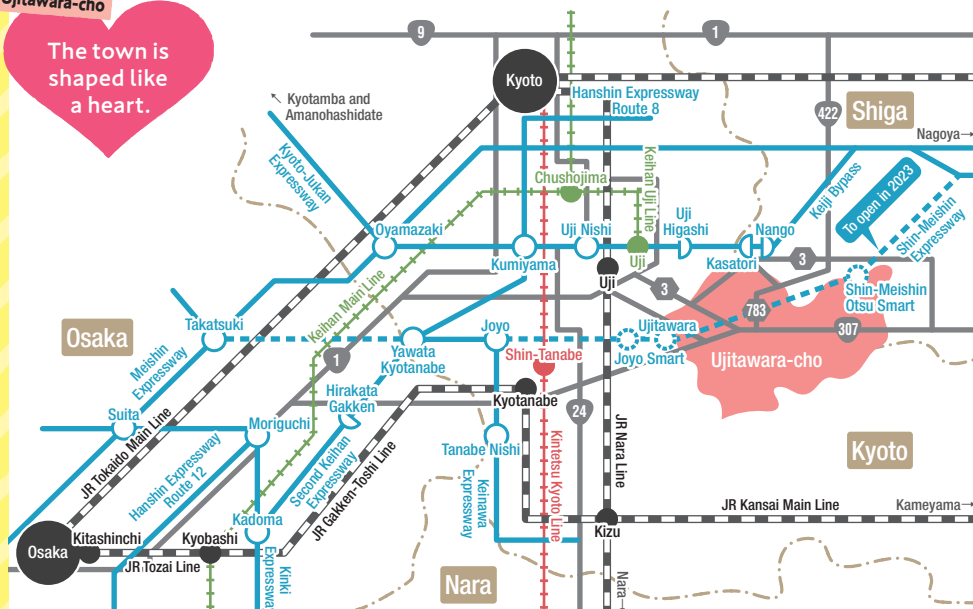 Ujitawara-cho
The town is
shaped like
a heart.
9
1
Kyoto
Kyotamba and
Amanohashidate
Hanshin Expressway
Route 8
422
Shiga
Nagoya→
Kyoto-Jukan
Expressway
Chushojima
Keihan Uji Line
Keiji Bypass
To open in 2023
Shin-Meishin
Expressway
Oyamazaki
Kumiyama
Uji Nishi
Uji
Uji
Higashi
Kasatori
Nango
3
Uji
3
Shin-Meishin
Otsu Smart
783
307
Keihan Main Line
Osaka
Takatsuki
Meishin
Expressway
1
Yawata
Kyotanabe
Joyo
Shin-Tanabe
Ujitawara
Joyo Smart
Ujitawara-cho
Hirakata
Gakken
Kyotanabe
24
Suita
JR Tokaido Main Line
Moriguchi
Hanshin Expressway
Route 12
Second Keihan
Expressway
JR Gakken-Toshi Line
Tanabe Nishi
Keinawa
Expressway
Kintetsu Kyoto Line
JR Nara Line
Kyoto
JR Kansai Main Line
Kameyama→
Kadoma
Osaka
Kitashinchi
Kyobashi
JR Tozai Line
Kinki
Expressway
Kizu
Nara
Nara→